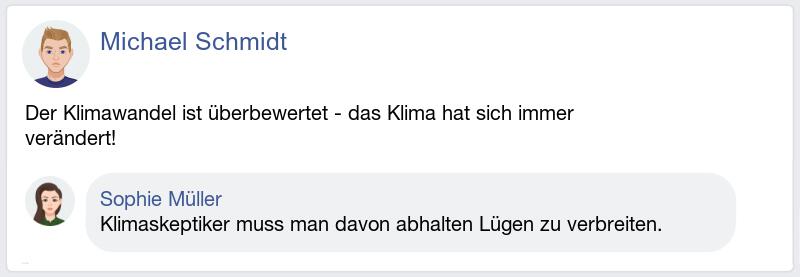 Michael Schmidt
Der Klimawandel ist überbewertet - das Klima hat sich immer
verändert!
Sophie Müller
Klimaskeptiker muss man davon abhalten Lügen zu verbreiten.